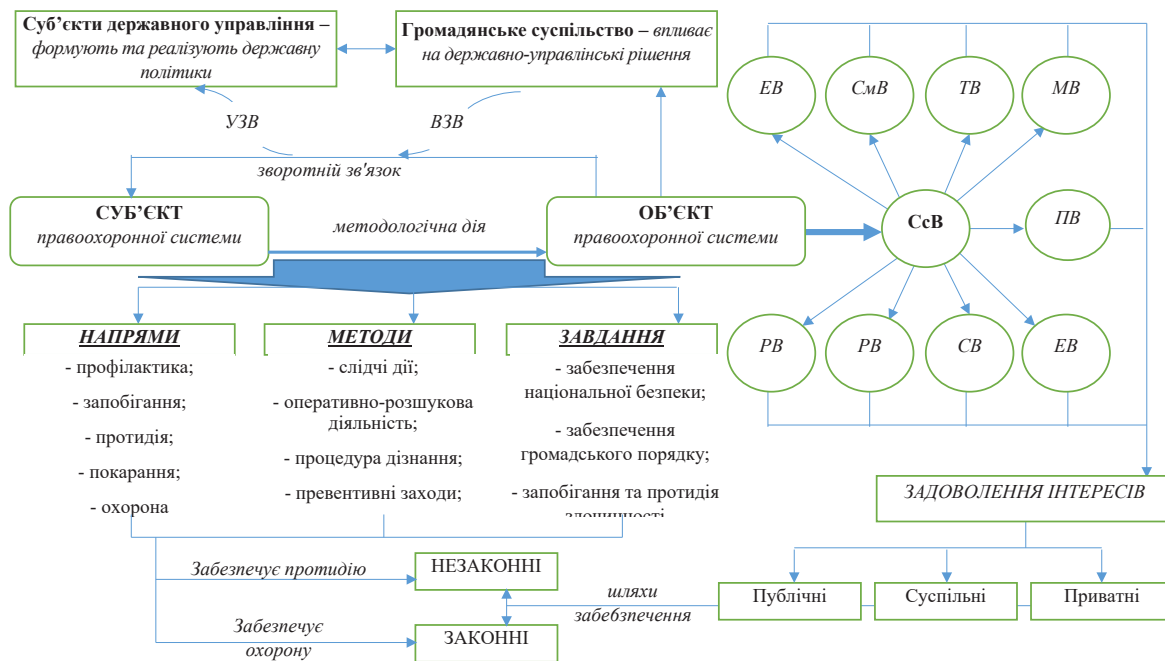 Суб’єкти державного управління –
формують та реалізують державну
політики
Громадянське суспільство – впливає
на державно-управлінські рішення
ЕВ
СмВ
ТВ
МВ
УЗВ
ВЗВ
зворотній зв'язок
СУБ’ЄКТ
правоохоронної системи
методологічна дія
ОБ’ЄКТ
правоохоронної системи
СсВ
ПВ
РВ
РВ
СВ
ЕВ
НАПРЯМИ
- профілактика;
- запобігання;
- протидія;
- покарання;
- охорона
МЕТОДИ
- слідчі дії;
- оперативно-розшукова
діяльність;
- процедура дізнання;
- превентивні заходи;
ЗАВДАННЯ
- забезпечення
національної безпеки;
- забезпечення
громадського порядку;
- запобігання та протидія
злочинності
ЗАДОВОЛЕННЯ ІНТЕРЕСІВ
Забезпечує протидію
НЕЗАКОННІ
шляхи
забе6зпечення
Публічні
Суспільні
Приватні
Забезпечує
охорону
ЗАКОННІ